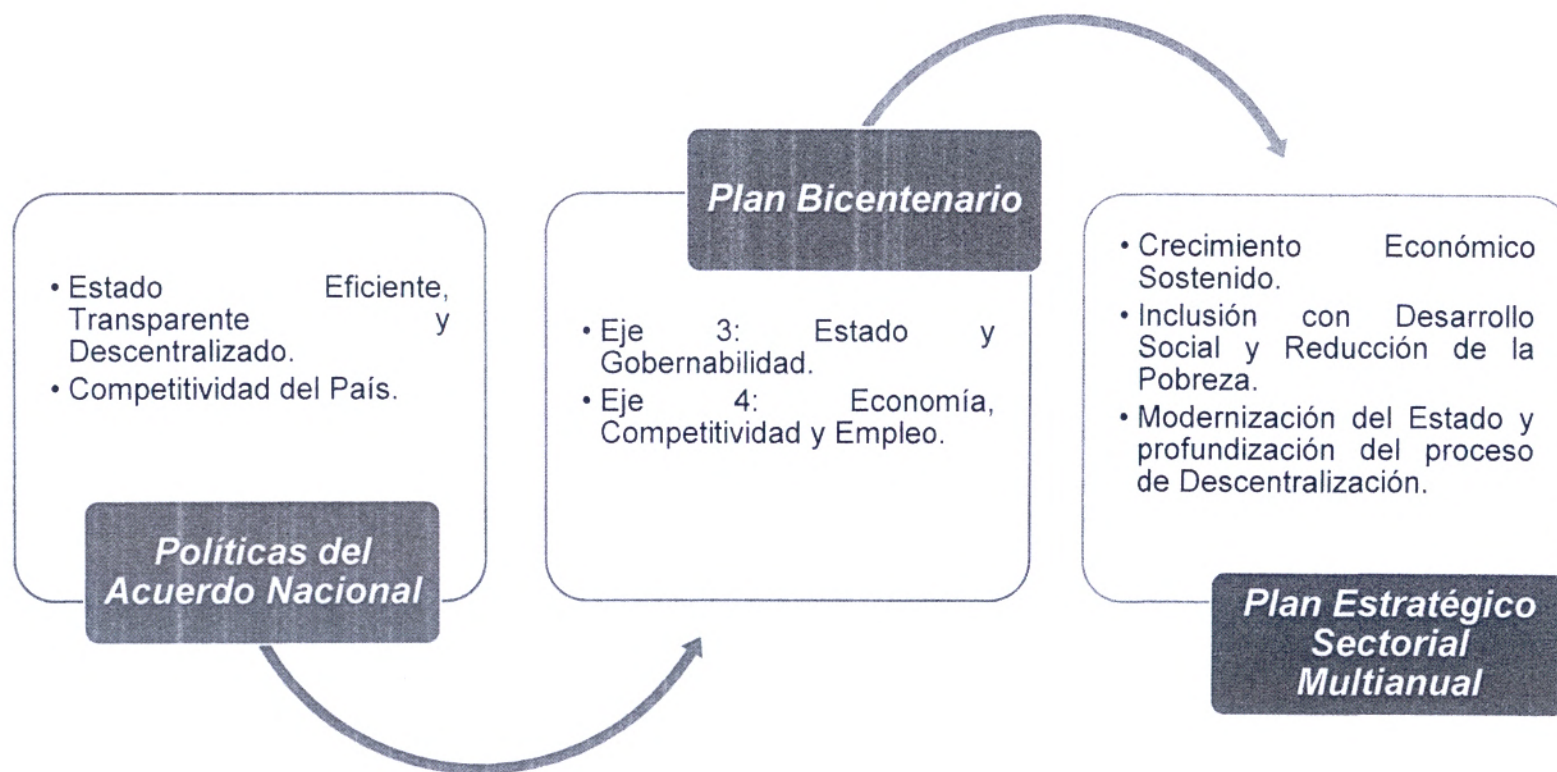 • Estado Eficiente,
Transparente y
Descentralizado.
• Competitividad del País.
Políticas del
Acuerdo Nacional
Plan Bicentenario
• Eje 3: Estado y
Gobernabilidad.
• Eje 4: Economía,
Competitividad y Empleo.
• Crecimiento Económico
Sostenido.
• Inclusión con Desarrollo
Social y Reducción de la
Pobreza.
• Modernización del Estado y
profundización del proceso
de Descentralización.
Plan Estratégico
Sectorial
Multianual